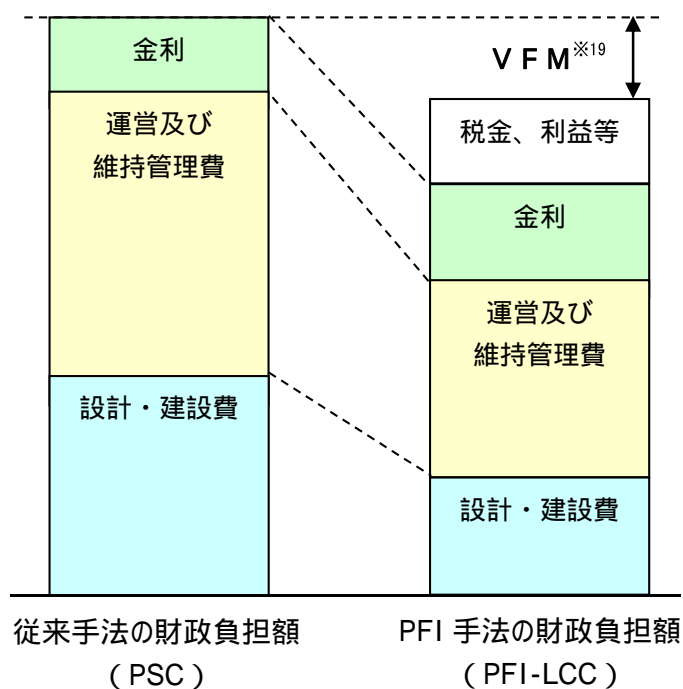 金利
運営及び
維持管理費
設計・建設費
ＶＦＭ※19
税金、利益等
金利
運営及び
維持管理費
設計・建設費
従来手法の財政負担額
（PSC）
PFI 手法の財政負担額
（PFI-LCC）